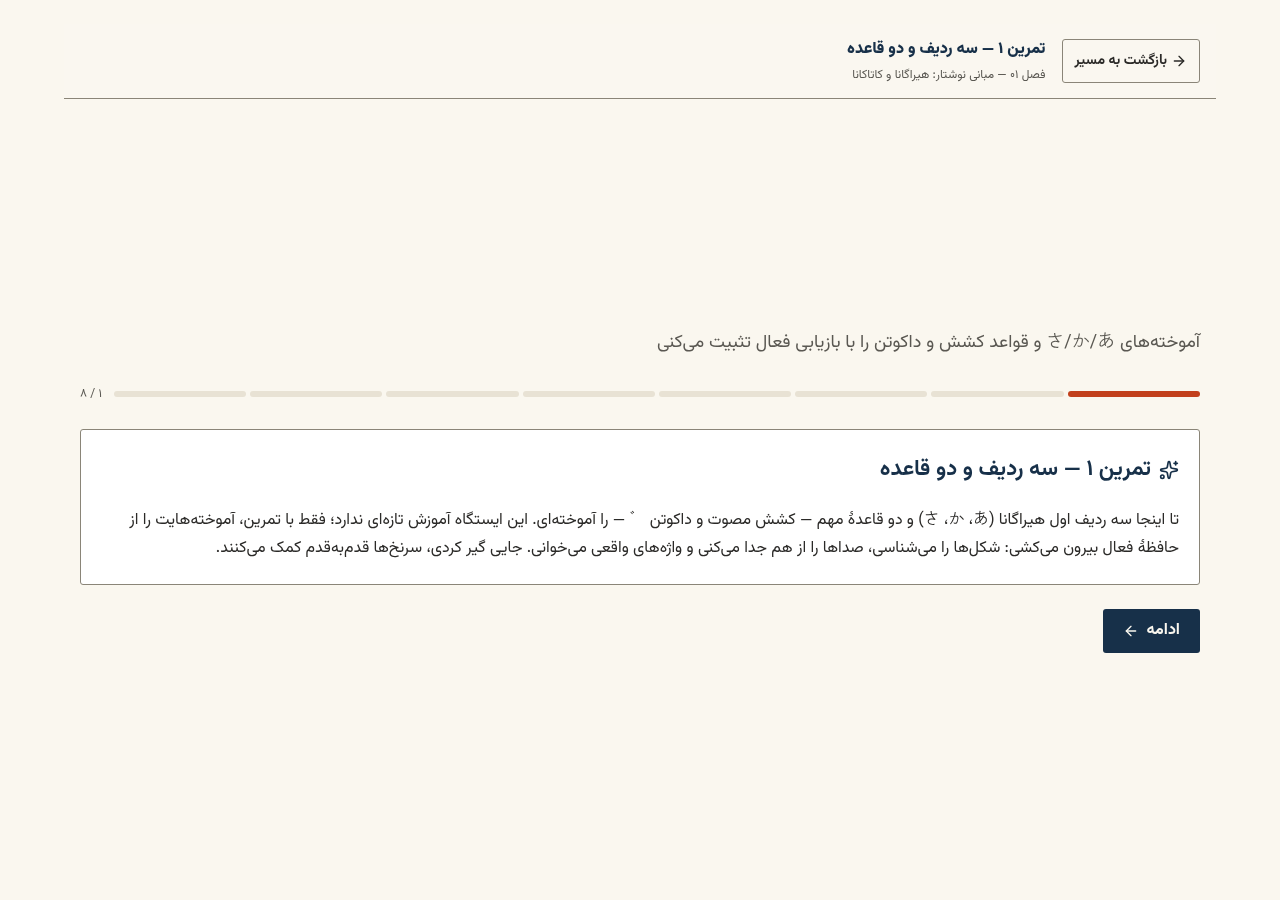 بازگشت به مسیر
تمرین ۱ — سه ردیف و دو قاعده
فصل ۰۱ — مبانی نوشتار: هیراگانا و کاتاکانا
آموخته‌های あ/か/さ و قواعد کشش و داکوتن را با بازیابی فعال تثبیت می‌کنی
۱ / ۸
تمرین ۱ — سه ردیف و دو قاعده
تا اینجا سه ردیف اول هیراگانا (あ، か، さ) و دو قاعدهٔ مهم — کشش مصوت و داکوتن ゛ — را آموخته‌ای. این ایستگاه آموزش تازه‌ای ندارد؛ فقط با تمرین، آموخته‌هایت را از
حافظهٔ فعال بیرون می‌کشی: شکل‌ها را می‌شناسی، صداها را از هم جدا می‌کنی و واژه‌های واقعی می‌خوانی. جایی گیر کردی، سرنخ‌ها قدم‌به‌قدم کمک می‌کنند.
ادامه